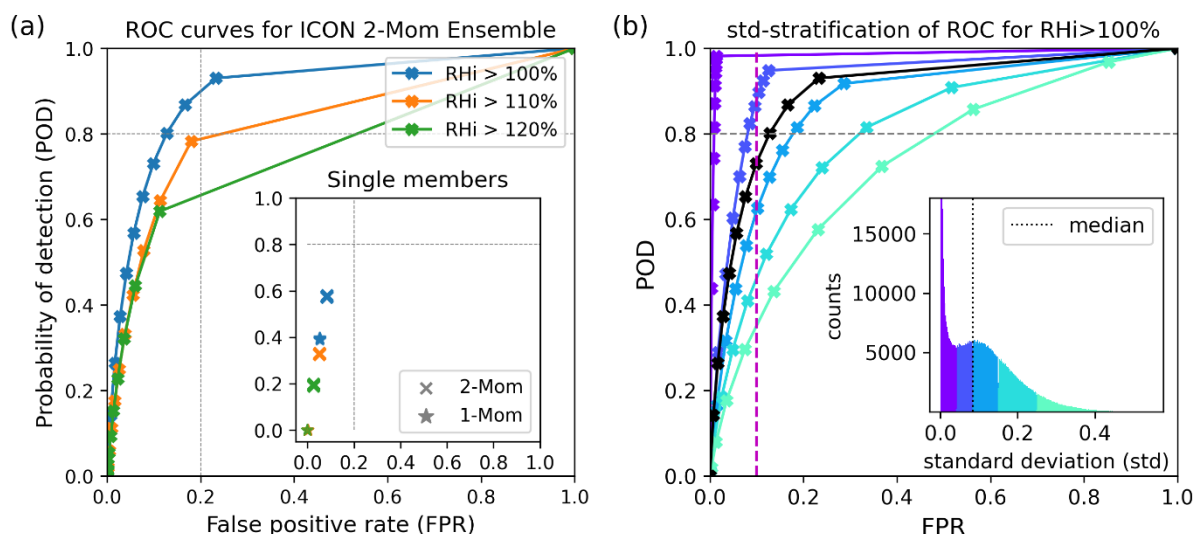 (a)
ROC curves for ICON 2-Mom Ensemble
1.0
0.8
0.6
0.4
0.2
0.0
Probability of detection (POD)
0.0 0.2 0.4 0.6 0.8 1.0
False positive rate (FPR)
RHi > 100%
RHi > 110%
RHi > 120%
Single members
1.0
0.8
0.6
0.4
0.2
0.0
0.0 0.2 0.4 0.6 0.8 1.0
2-Mom
1-Mom
(b)
std-stratification of ROC for RHi>100%
1.0
0.8
0.6
0.4
0.2
0.0
POD
0.0 0.2 0.4 0.6 0.8 1.0
FPR
median
15000
10000
5000
counts
0.0 0.2 0.4
standard deviation (std)